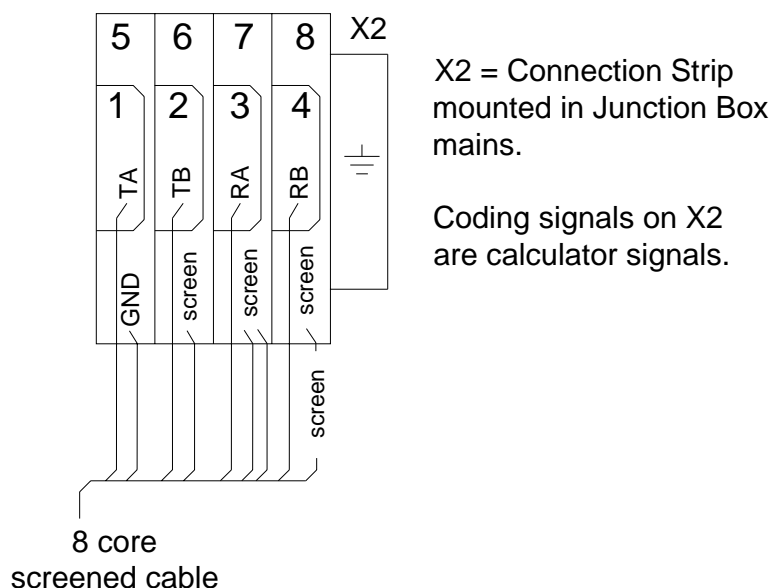 5 6 7 8 X2
1 2 3 4
TA TB RA RB
GND screen screen screen
screen
8 core
screened cable
X2 = Connection Strip
mounted in Junction Box
mains.
Coding signals on X2
are calculator signals.